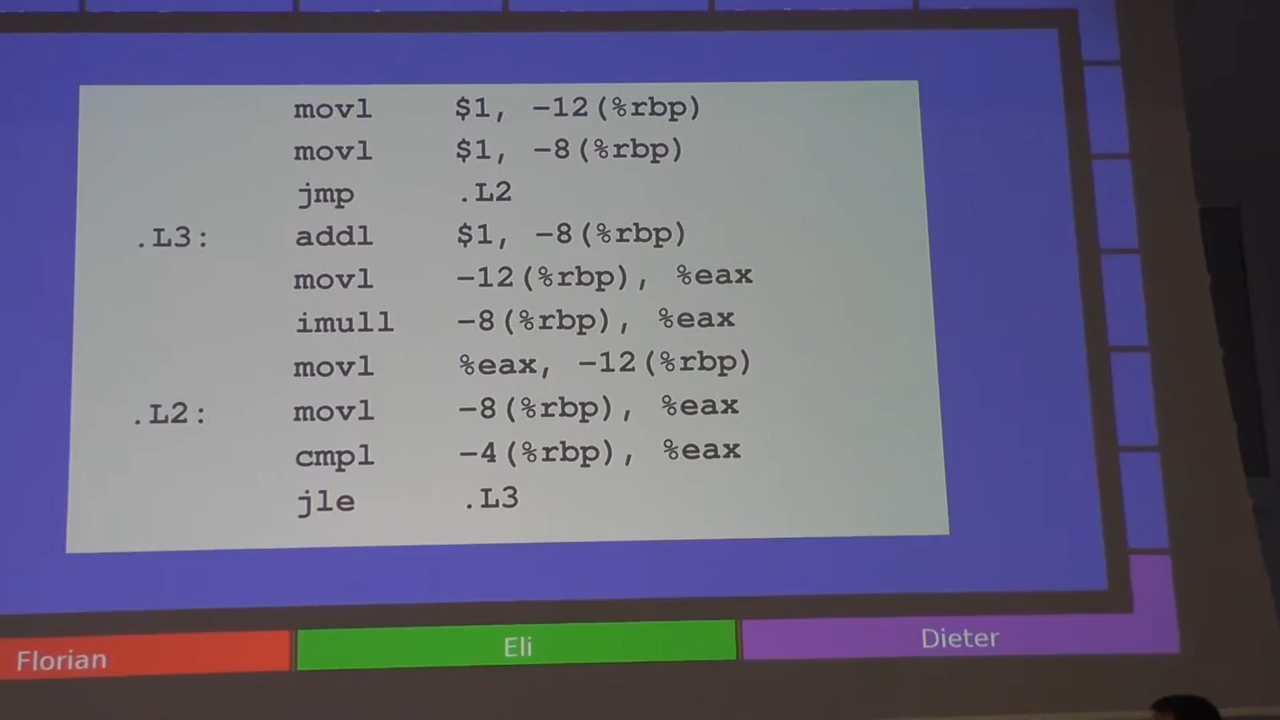 movl $1, -12(%rbp)
movl $1, -8(%rbp)
jmp .L2
.L3: addl $1, -8(%rbp)
movl -12(%rbp), %eax
imull -8(%rbp), %eax
movl %eax, -12(%rbp)
.L2: movl -8(%rbp), %eax
cmpl -4(%rbp), %eax
jle .L3
Florian Eli Dieter